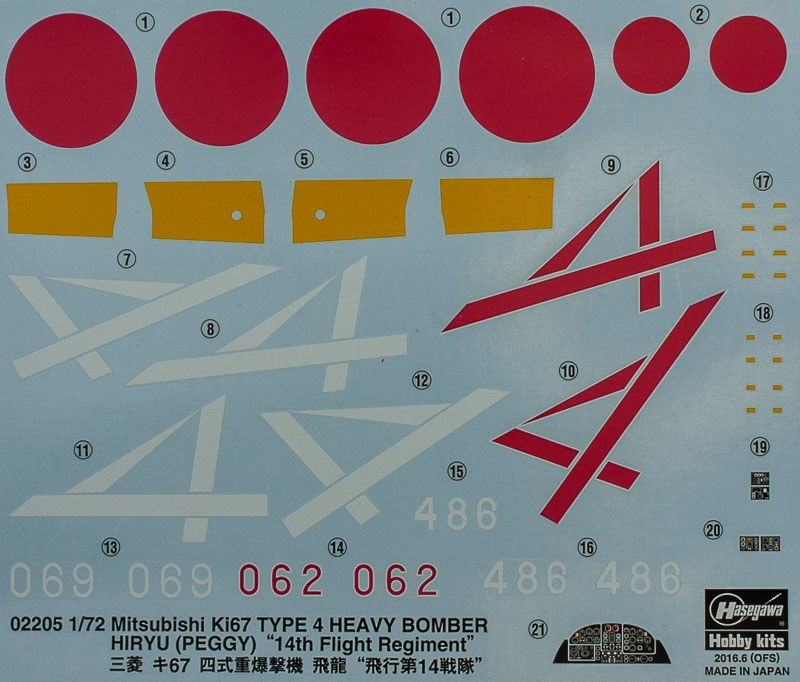 ① ① ②
③ ④ ⑤ ⑥ ⑨ ⑰
⑦
⑧ ⑱
⑩
⑫
⑪ ⑮ ⑲
486
⑬ ⑭ ⑯ ⑳
069 069 062 062 486 486
02205 1/72 Mitsubishi Ki67 TYPE 4 HEAVY BOMBER
HIRYU (PEGGY) “14th Flight Regiment”
三菱 キ67 四式重爆撃機 飛龍 “飛行第14戦隊”
㉑
Hasegawa
Hobby kits
2016.6 (OFS)
MADE IN JAPAN